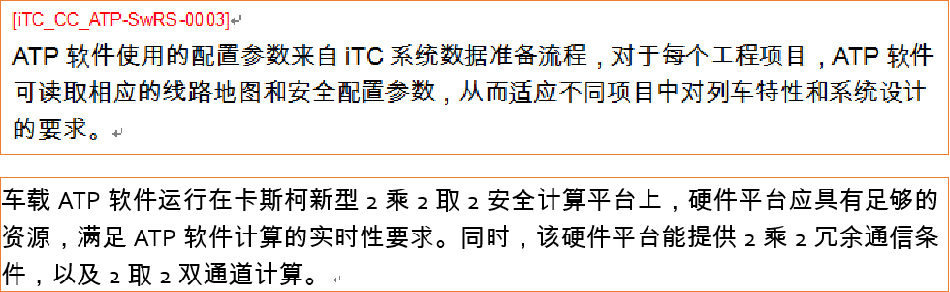 [iTC_CC_ATP-SwRS-0003]
ATP 软件使用的配置参数来自 iTC 系统数据准备流程，对于每个工程项目，ATP 软件
可读取相应的线路地图和安全配置参数，从而适应不同项目中对列车特性和系统设计
的要求。
车载 ATP 软件运行在卡斯柯新型 2 乘 2 取 2 安全计算平台上，硬件平台应具有足够的
资源，满足 ATP 软件计算的实时性要求。同时，该硬件平台能提供 2 乘 2 冗余通信条
件，以及 2 取 2 双通道计算。